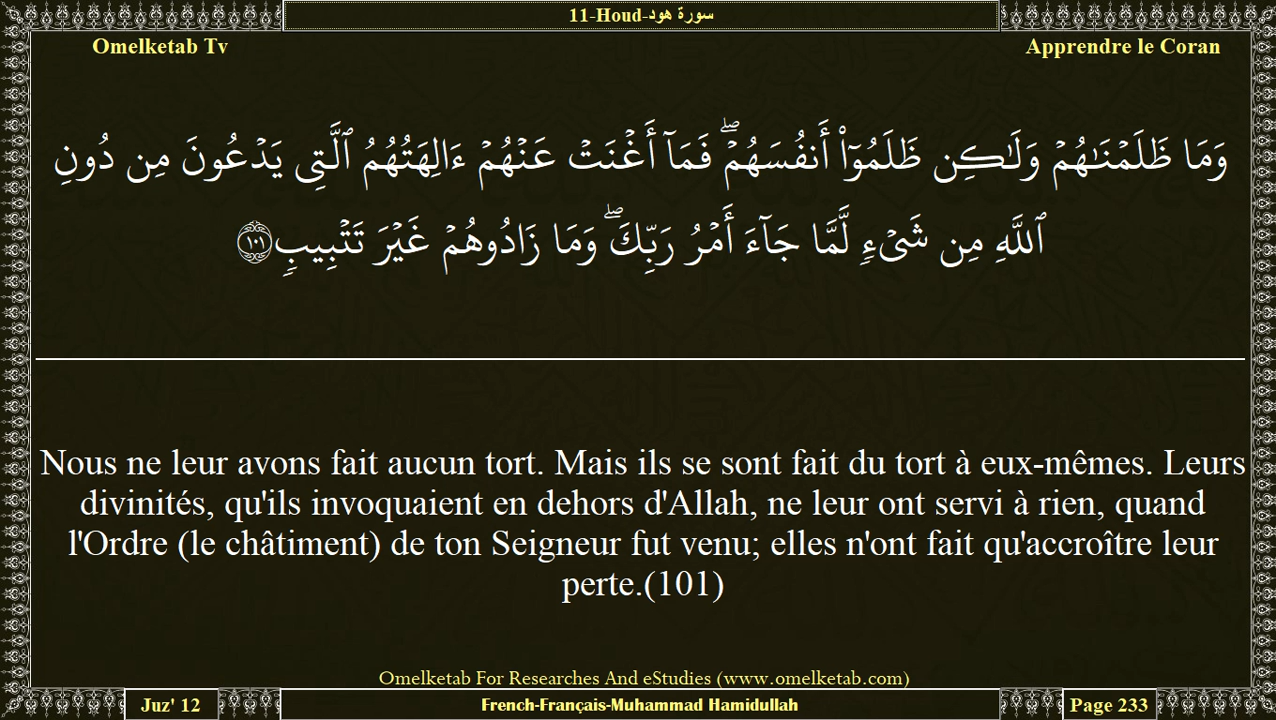 11-Houd-سورة هود
Omelketab Tv
Apprendre le Coran
وَمَا ظَلَمۡنَـٰهُمۡ وَلَـٰكِن ظَلَمُوٓاْ أَنفُسَهُمۡۖ فَمَآ أَغۡنَتۡ عَنۡهُمۡ ءَالِهَتُهُمُ ٱلَّتِى يَدۡعُونَ مِن دُونِ
ٱللَّهِ مِن شَىۡءٍ لَّمَّا جَآءَ أَمۡرُ رَبِّكَۖ وَمَا زَادُوهُمۡ غَيۡرَ تَتۡبِيبٍ ١٠١
Nous ne leur avons fait aucun tort. Mais ils se sont fait du tort à eux-mêmes. Leurs
divinités, qu'ils invoquaient en dehors d'Allah, ne leur ont servi à rien, quand
l'Ordre (le châtiment) de ton Seigneur fut venu; elles n'ont fait qu'accroître leur
perte.(101)
Omelketab For Researches And eStudies (www.omelketab.com)
Juz' 12
French-Français-Muhammad Hamidullah
Page 233